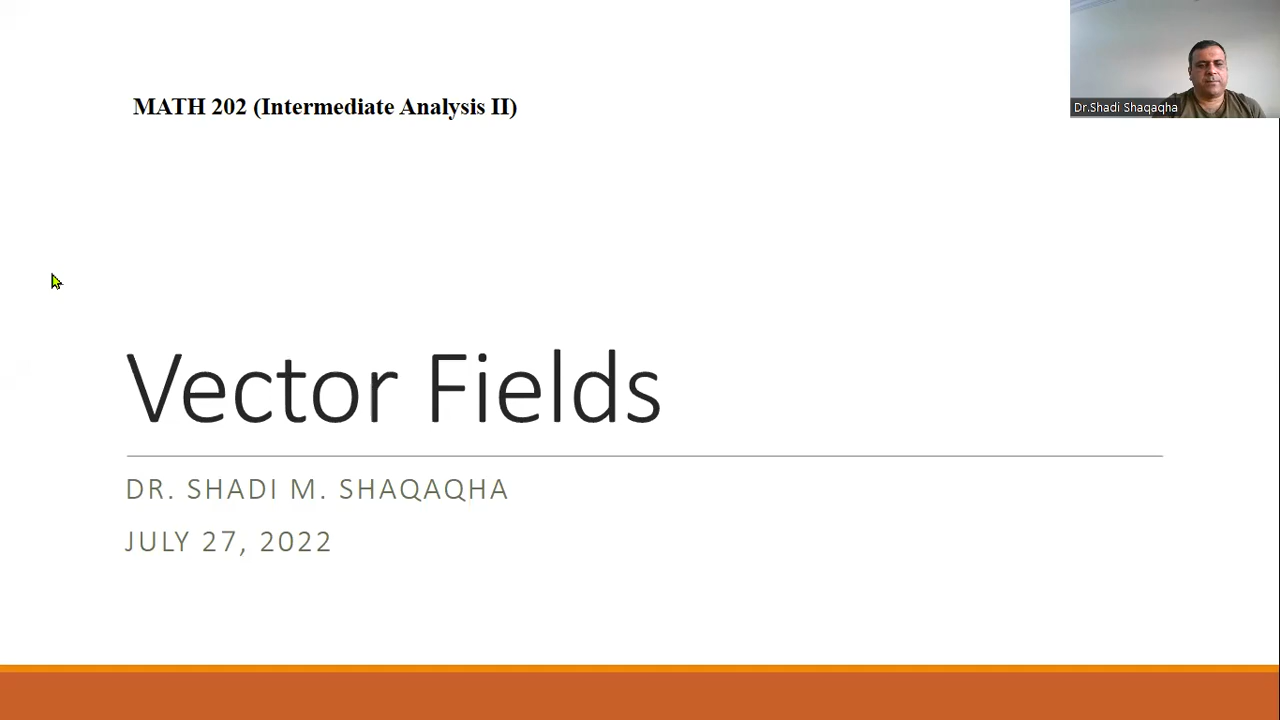 MATH 202 (Intermediate Analysis II)
Dr.Shadi Shaqaqha
Vector Fields
DR. SHADI M. SHAQAQHA
JULY 27, 2022